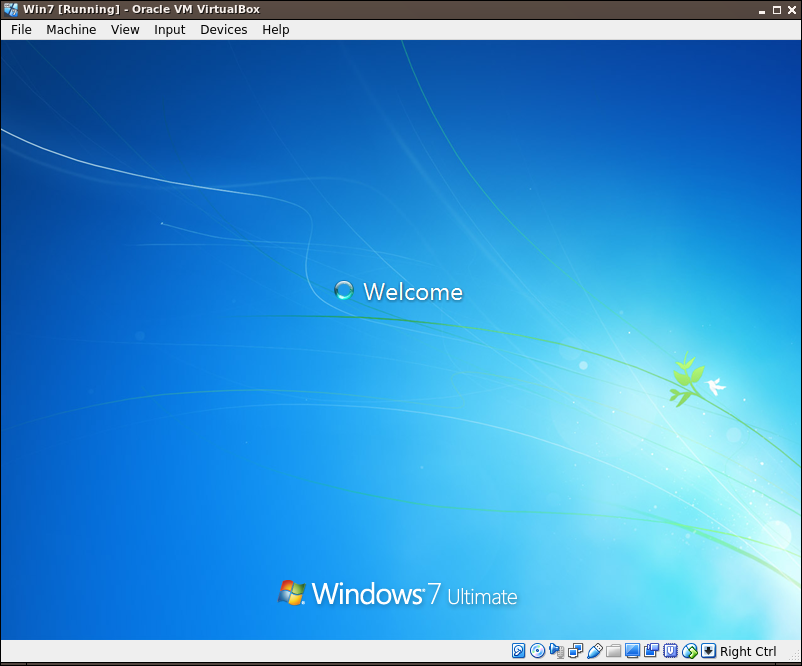 Win7 [Running] - Oracle VM VirtualBox
File Machine View Input Devices Help
Welcome
Windows 7 Ultimate
Right Ctrl